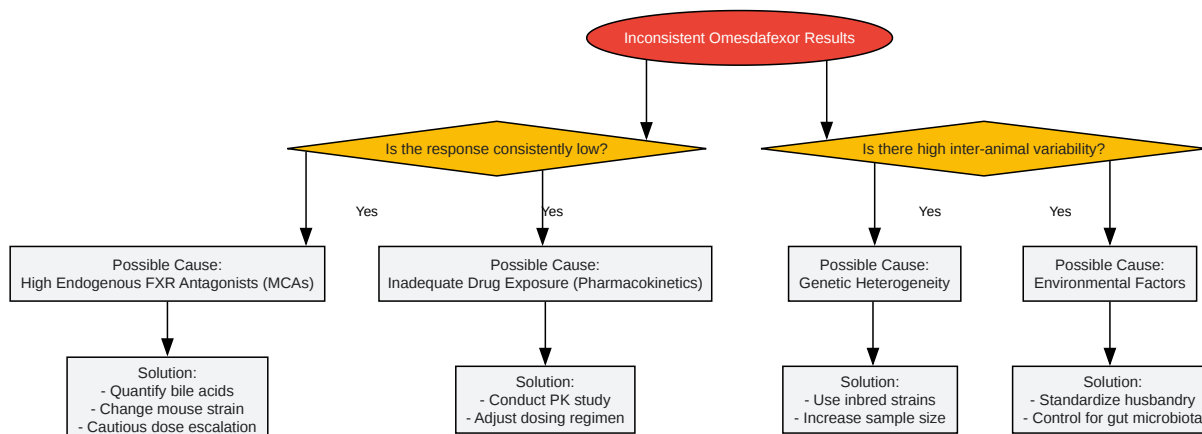 Inconsistent Omesdafexor Results
Is the response consistently low?
Is there high inter-animal variability?
Yes
Yes
Yes
Yes
Possible Cause:
High Endogenous FXR Antagonists (MCAs)
Possible Cause:
Inadequate Drug Exposure (Pharmacokinetics)
Possible Cause:
Genetic Heterogeneity
Possible Cause:
Environmental Factors
Solution:
- Quantify bile acids
- Change mouse strain
- Cautious dose escalation
Solution:
- Conduct PK study
- Adjust dosing regimen
Solution:
- Use inbred strains
- Increase sample size
Solution:
- Standardize husbandry
- Control for gut microbiota